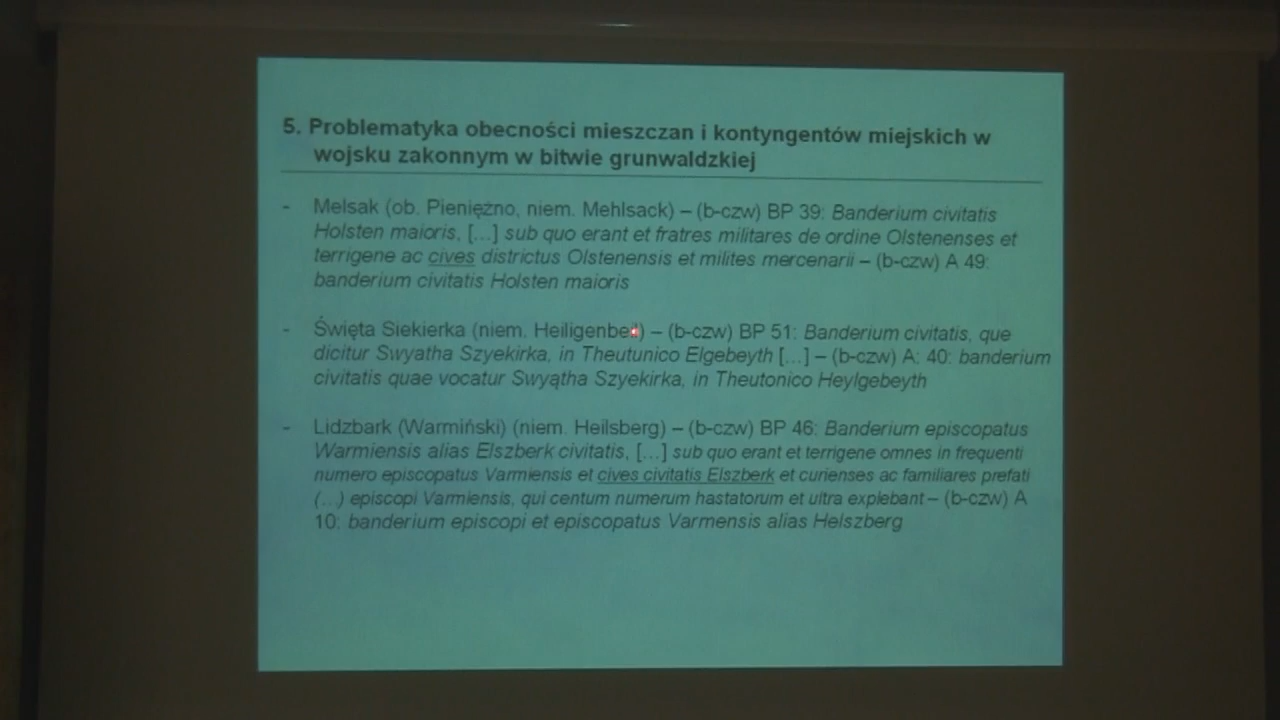 5. Problematyka obecności mieszczan i kontyngentów miejskich w
wojsku zakonnym w bitwie grunwaldzkiej
- Melsak (ob. Pieniężno, niem. Mehlsack) – (b-czw) BP 39: Banderium civitatis
Holsten maioris, [...] sub quo erant et fratres militares de ordine Olstenenses et
terrigene ac cives districtus Olstenensis et milites mercenarii – (b-czw) A 49:
banderium civitatis Holsten maioris
- Święta Siekierka (niem. Heiligenbeil) – (b-czw) BP 51: Banderium civitatis, que
dicitur Swyatha Szyekirka, in Theutunico Elgebeyth [...] – (b-czw) A: 40: banderium
civitatis quae vocatur Swyątha Szyekirka, in Theutonico Heylgebeyth
- Lidzbark (Warmiński) (niem. Heilsberg) – (b-czw) BP 46: Banderium episcopatus
Warmiensis alias Elszberk civitatis, [...] sub quo erant et terrigene omnes in frequenti
numero episcopatus Varmiensis et cives civitatis Elszberk et curienses ac familiares prefati
(...) episcopi Varmiensis, qui centum numerum hastatorum et ultra explebant – (b-czw) A
10: banderium episcopi et episcopatus Varmensis alias Helszberg